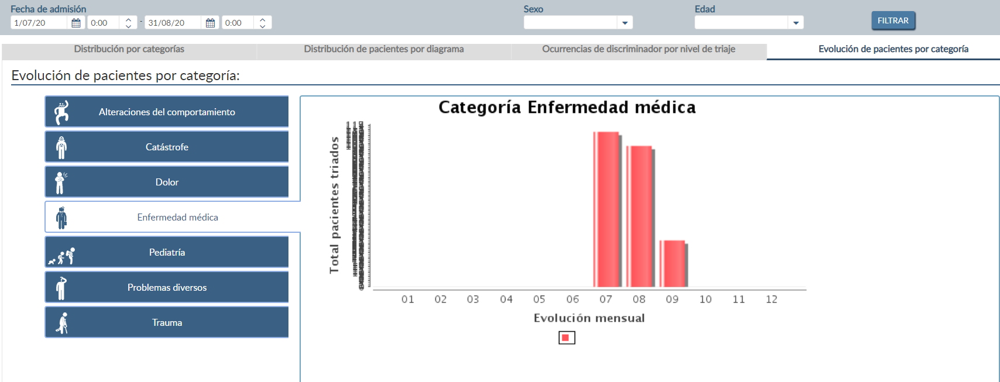 Fecha de admisión
1/07/20 0:00 - 31/08/20 0:00
Sexo
Edad
FILTRAR
Distribución por categorías
Distribución de pacientes por diagrama
Ocurrencias de discriminador por nivel de triaje
Evolución de pacientes por categoría
Evolución de pacientes por categoría:
Alteraciones del comportamiento
Catástrofe
Dolor
Enfermedad médica
Pediatría
Problemas diversos
Trauma
Categoría Enfermedad médica
Total pacientes triados
01 02 03 04 05 06 07 08 09 10 11 12
Evolución mensual